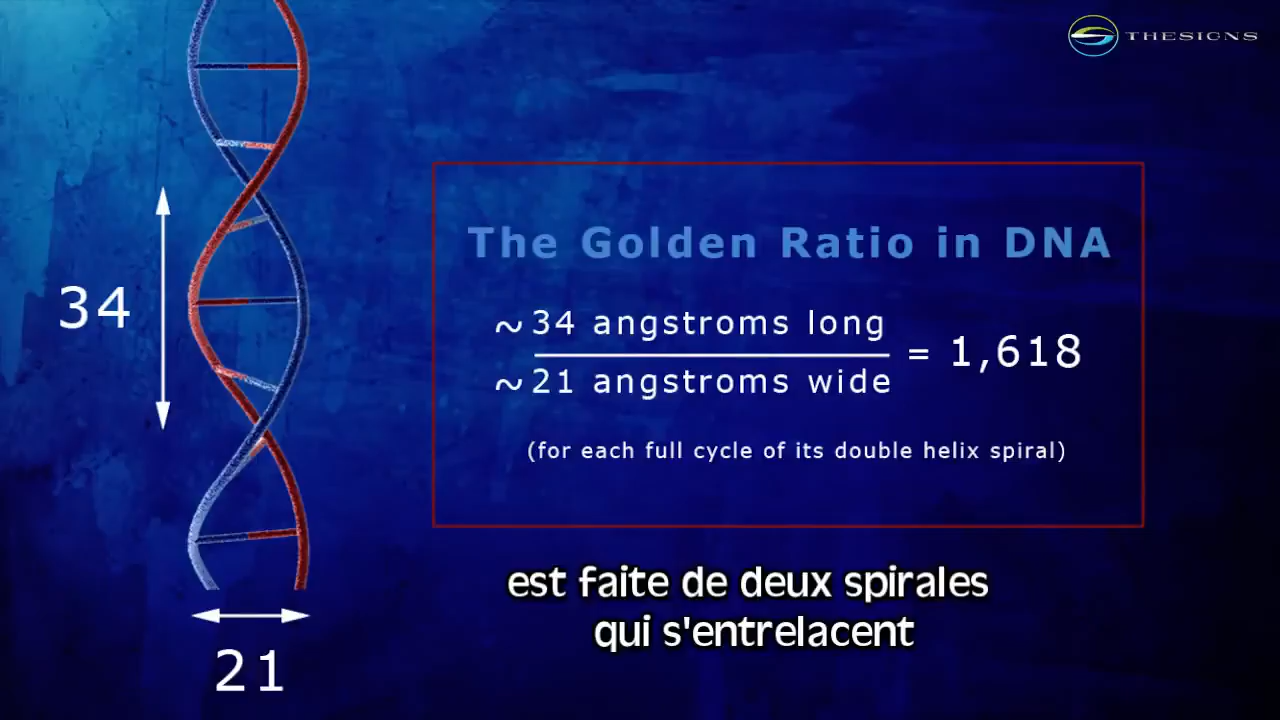 THESIGNS
The Golden Ratio in DNA
~34 angstroms long
~21 angstroms wide
= 1,618
(for each full cycle of its double helix spiral)
34
21
est faite de deux spirales
qui s'entrelacent